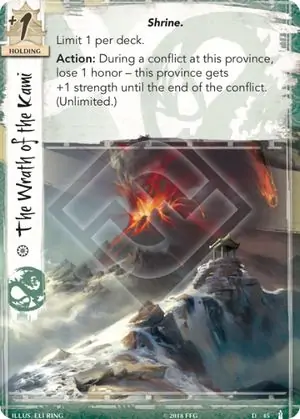 +1
HOLDING
Shrine.
Limit 1 per deck.
Action: During a conflict at this province,
lose 1 honor – this province gets
+1 strength until the end of the conflict.
(Unlimited.)
The Wrath of the Kami
ILLUS. ELI RING
© 2018 FFG
D 45